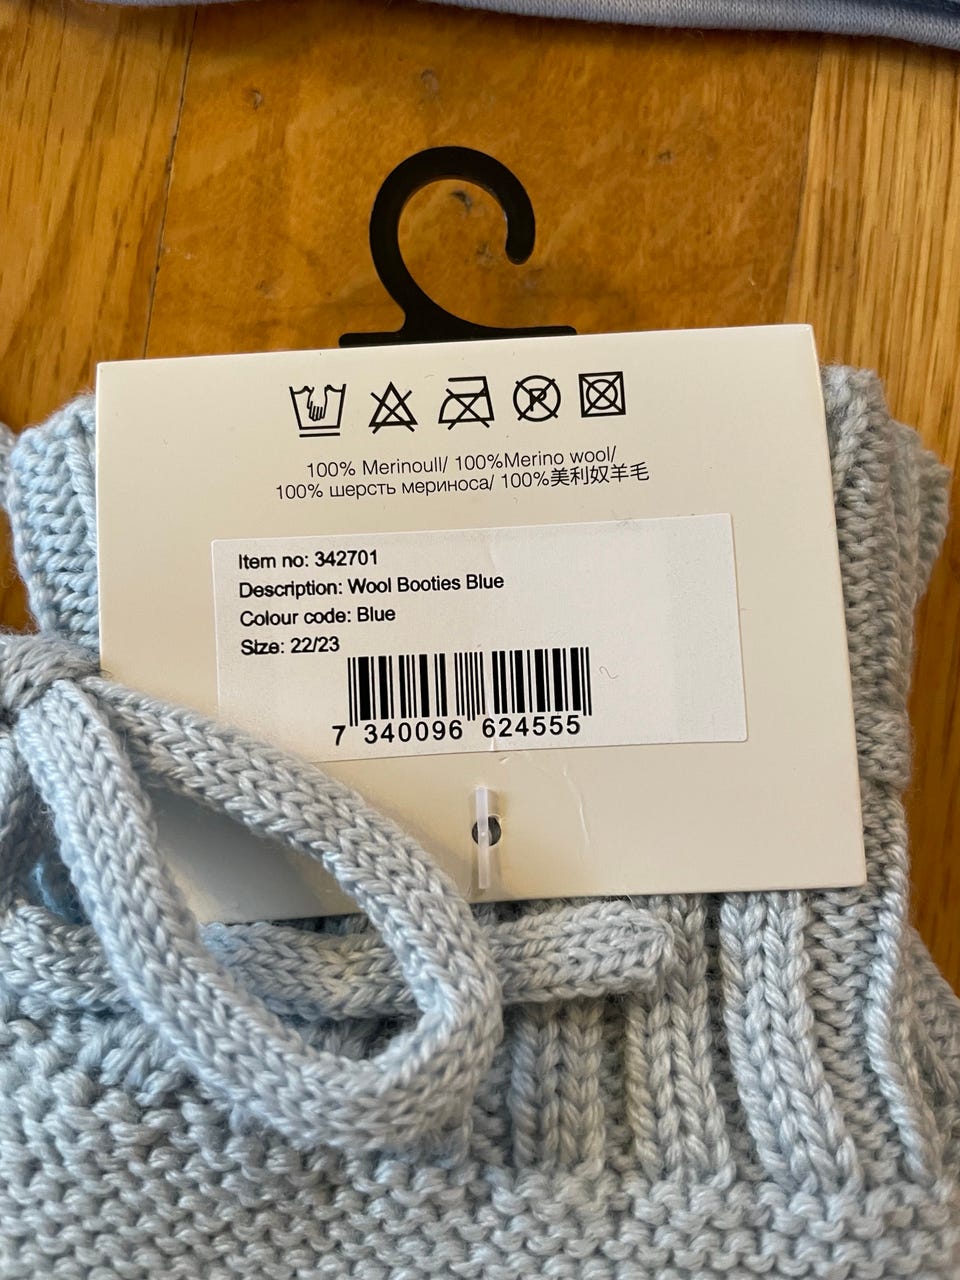 P
100% Merinoull/ 100%Merino wool/
100% шерсть мериноса/ 100%美利奴羊毛
Item no: 342701
Description: Wool Booties Blue
Colour code: Blue
Size: 22/23
7 340096 624555